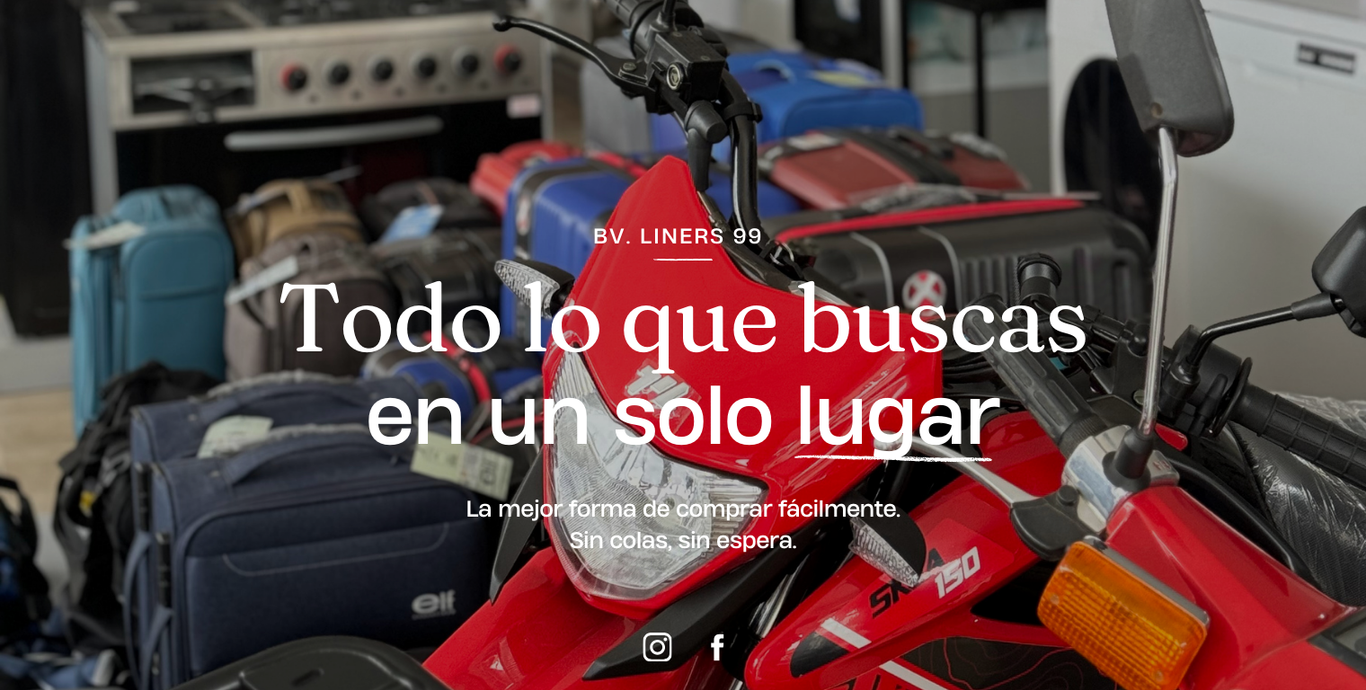 BV. LINERS 99
Todo lo que buscas
en un solo lugar
La mejor forma de comprar fácilmente.
Sin colas, sin espera.
elf
150